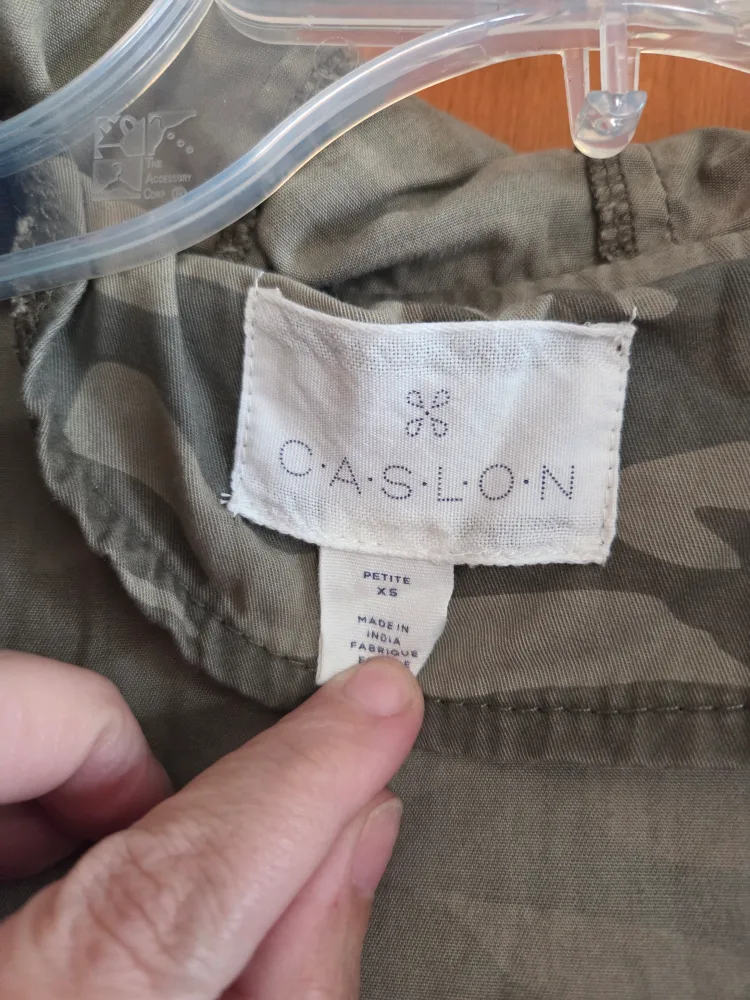 THE
ACCESSORY
CORP. ®
C·A·S·L·O·N
PETITE
XS
MADE IN
INDIA
FABRIQUE